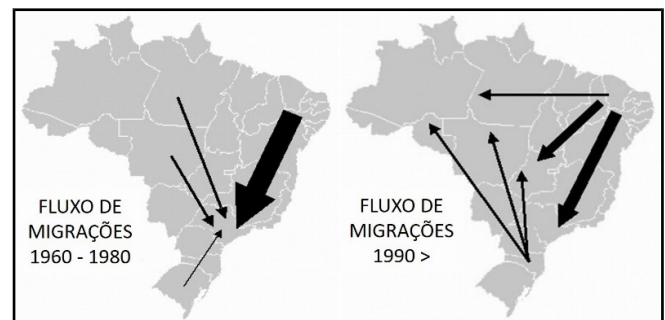 FLUXO DE
MIGRAÇÕES
1960 - 1980
FLUXO DE
MIGRAÇÕES
1990 >